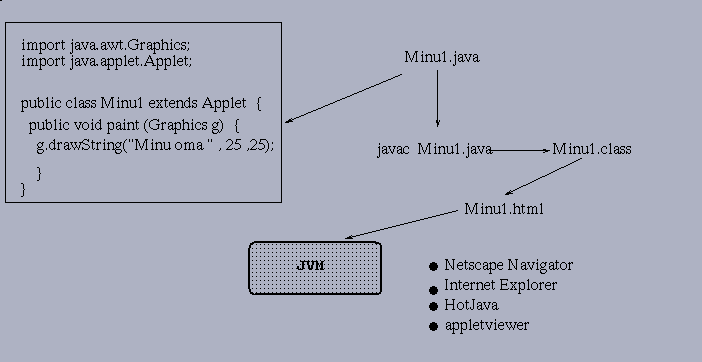 import java.awt.Graphics;
import java.applet.Applet;
public class Minu1 extends Applet {
public void paint (Graphics g) {
g.drawString("Minu oma " , 25 ,25);
}
}
Minu1.java
javac Minu1.java
Minu1.class
Minu1.html
JVM
Netscape Navigator
Internet Explorer
HotJava
appletviewer